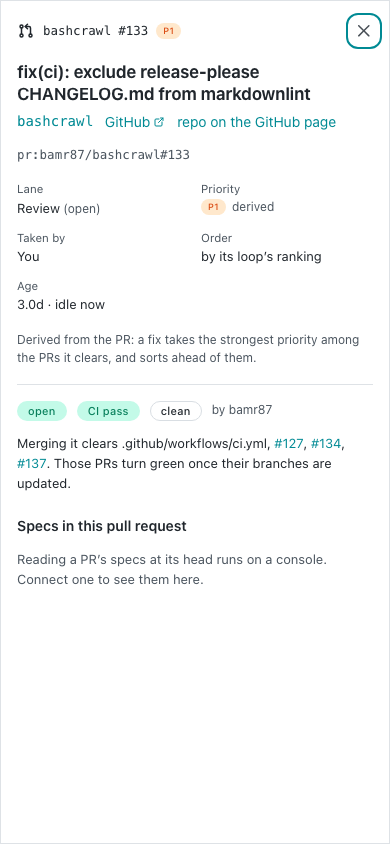 bashcrawl #133 P1
fix(ci): exclude release-please
CHANGELOG.md from markdownlint
bashcrawl GitHub repo on the GitHub page
pr:bamr87/bashcrawl#133
Lane Priority
Review (open) P1 derived
Taken by Order
You by its loop's ranking
Age
3.0d · idle now
Derived from the PR: a fix takes the strongest priority among
the PRs it clears, and sorts ahead of them.
open CI pass clean by bamr87
Merging it clears .github/workflows/ci.yml, #127, #134,
#137. Those PRs turn green once their branches are
updated.
Specs in this pull request
Reading a PR's specs at its head runs on a console.
Connect one to see them here.